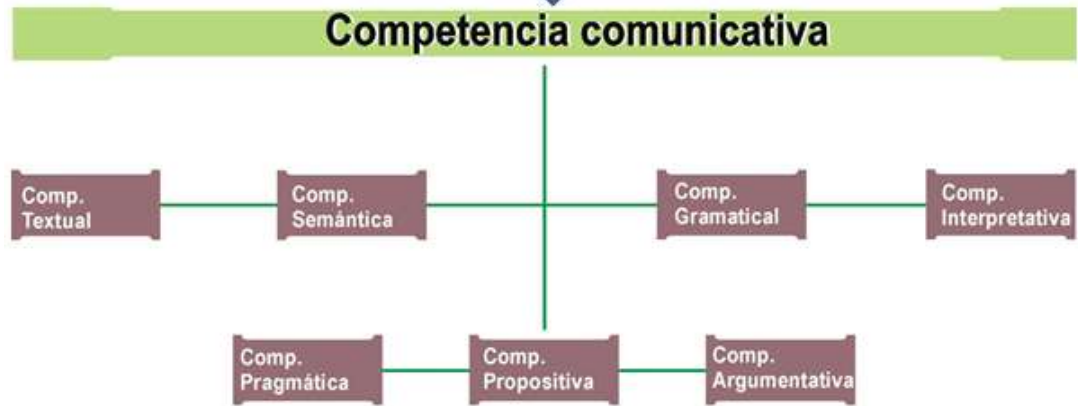 Competencia comunicativa
Comp.
Textual
Comp.
Semántica
Comp.
Gramatical
Comp.
Interpretativa
Comp.
Pragmática
Comp.
Propositiva
Comp.
Argumentativa